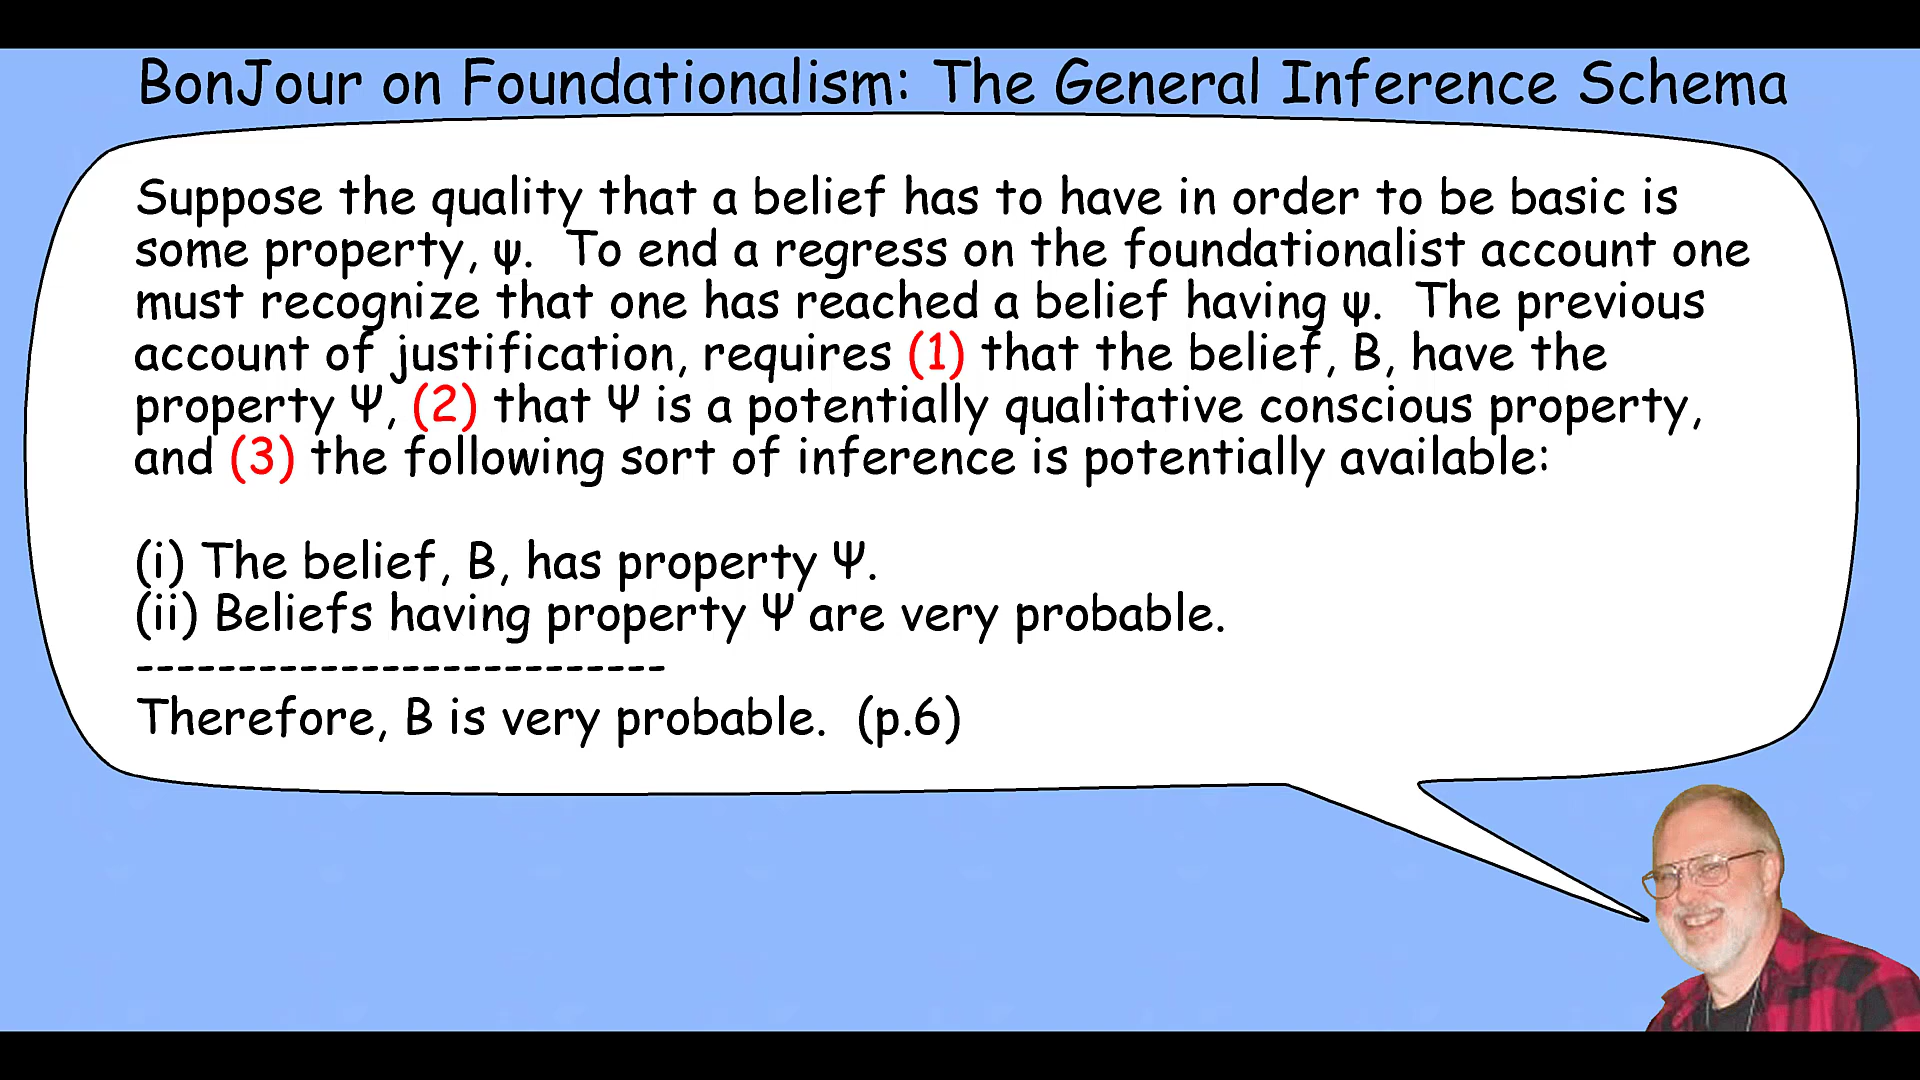 BonJour on Foundationalism: The General Inference Schema
Suppose the quality that a belief has to have in order to be basic is
some property, ψ. To end a regress on the foundationalist account one
must recognize that one has reached a belief having ψ. The previous
account of justification, requires (1) that the belief, B, have the
property Ψ, (2) that Ψ is a potentially qualitative conscious property,
and (3) the following sort of inference is potentially available:
(i) The belief, B, has property Ψ.
(ii) Beliefs having property Ψ are very probable.
--------------------------
Therefore, B is very probable. (p.6)